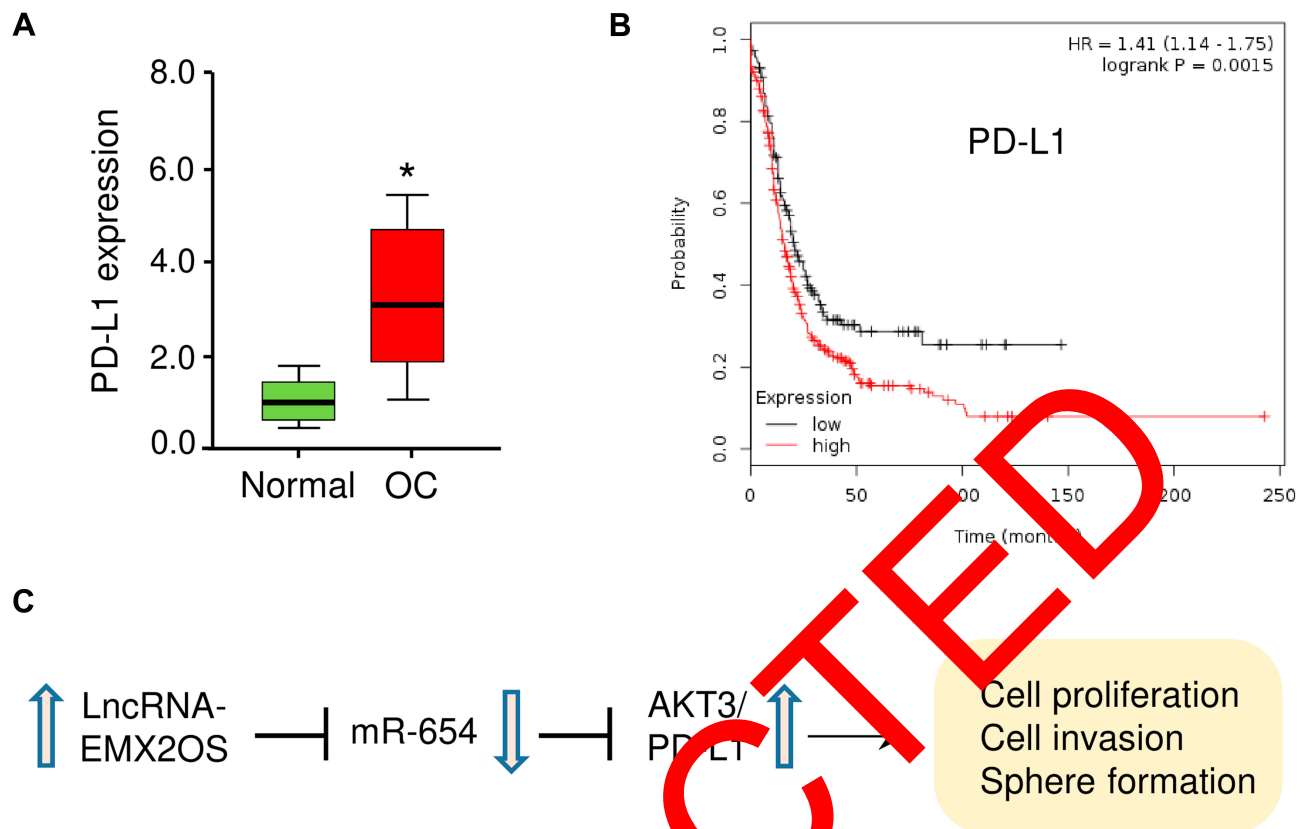 A
8.0
6.0
4.0
2.0
0.0
PD-L1 expression
*
Normal OC
B
HR = 1.41 (1.14 - 1.75)
logrank P = 0.0015
PD-L1
Probability
1.0
0.8
0.6
0.4
0.2
0.0
Expression
low
high
0 50 150 250
Time
C
LncRNA-
EMX2OS
mR-654
AKT3/
PD-L1
Cell proliferation
Cell invasion
Sphere formation
CTED